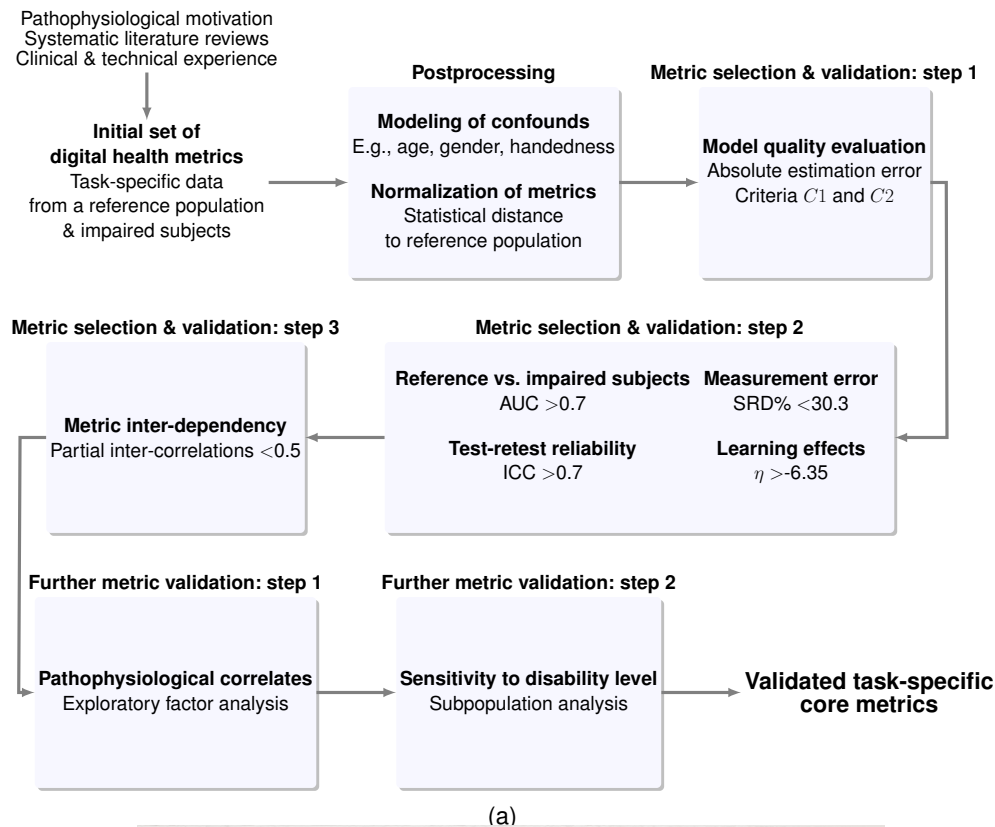 Pathophysiological motivation
Systematic literature reviews
Clinical & technical experience
Initial set of
digital health metrics
Task-specific data
from a reference population
& impaired subjects
Postprocessing
Modeling of confounds
E.g., age, gender, handedness
Normalization of metrics
Statistical distance
to reference population
Metric selection & validation: step 1
Model quality evaluation
Absolute estimation error
Criteria C1 and C2
Metric selection & validation: step 3
Metric inter-dependency
Partial inter-correlations <0.5
Metric selection & validation: step 2
Reference vs. impaired subjects
AUC >0.7
Measurement error
SRD% <30.3
Test-retest reliability
ICC >0.7
Learning effects
η >-6.35
Further metric validation: step 1
Pathophysiological correlates
Exploratory factor analysis
Further metric validation: step 2
Sensitivity to disability level
Subpopulation analysis
Validated task-specific
core metrics
(a)